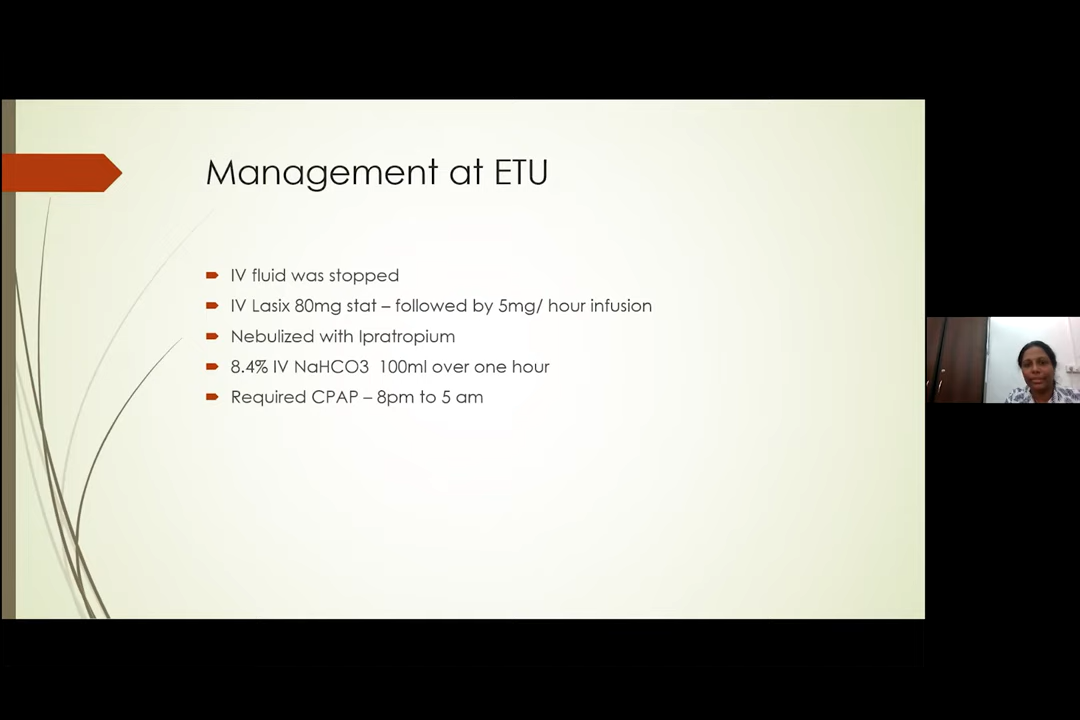 Management at ETU
IV fluid was stopped
IV Lasix 80mg stat – followed by 5mg/ hour infusion
Nebulized with Ipratropium
8.4% IV NaHCO3  100ml over one hour
Required CPAP – 8pm to 5 am